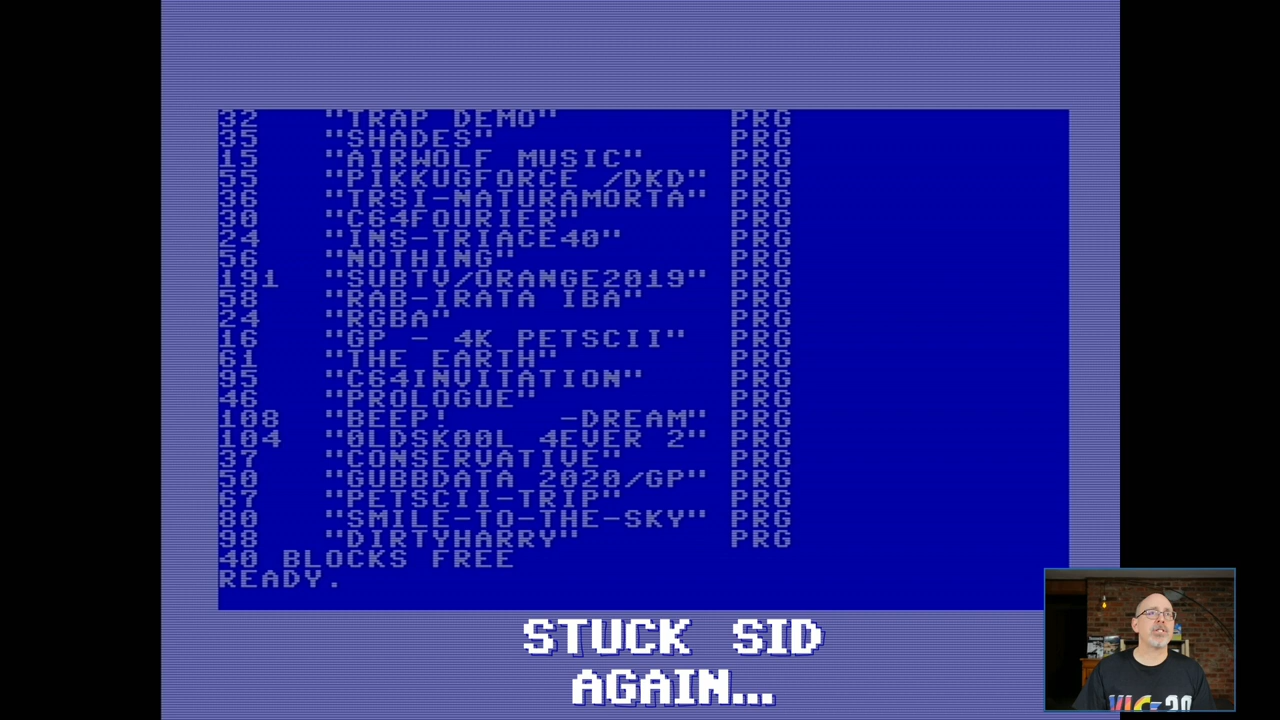 32 "TRAP DEMO" PRG
35 "SHADES" PRG
15 "AIRWOLF MUSIC" PRG
55 "PIKKUGFORCE /DKD" PRG
36 "TRSI-NATURAMORTA" PRG
30 "C64FOURIER" PRG
24 "INS-TRIACE40" PRG
56 "NOTHING" PRG
191 "SUBTV/ORANGE2019" PRG
58 "RAB-IRATA IBA" PRG
24 "RGBA" PRG
16 "GP - 4K PETSCII" PRG
61 "THE EARTH" PRG
95 "C64INVITATION" PRG
46 "PROLOGUE" PRG
108 "BEEP!     -DREAM" PRG
104 "0LDSK00L 4EVER 2" PRG
37 "CONSERVATIVE" PRG
50 "GUBBDATA 2020/GP" PRG
67 "PETSCII-TRIP" PRG
80 "SMILE-TO-THE-SKY" PRG
98 "DIRTYHARRY" PRG
40 BLOCKS FREE
READY.
STUCK SID
AGAIN...